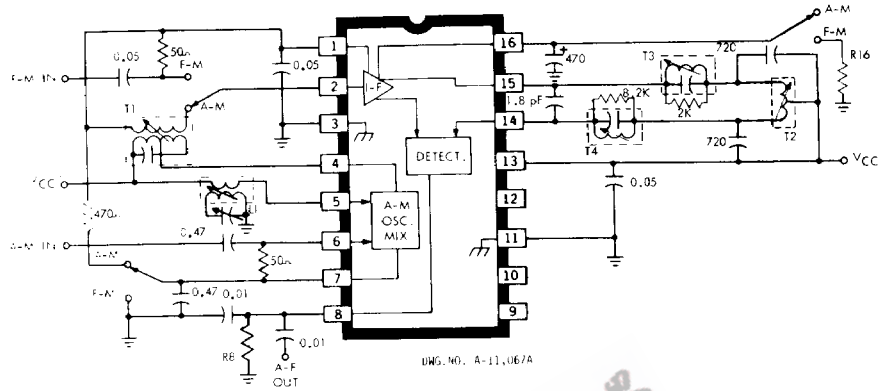 A-M
F-M
R16
720
T3
470
+
8.2K
2K
1.8 pF
T4
720
T2
VCC
0.05
50Ω
0.05
F-M
F-M IN
0.05
A-M
T1
VCC
470Ω
0.47
A-M IN
50Ω
A-M
F-M
0.47
0.01
R8
0.01
A-F
OUT
1
2
3
4
5
6
7
8
16
15
14
13
12
11
10
9
I-F
DETECT.
A-M
OSC.
MIX
DWG.NO. A-11,067A